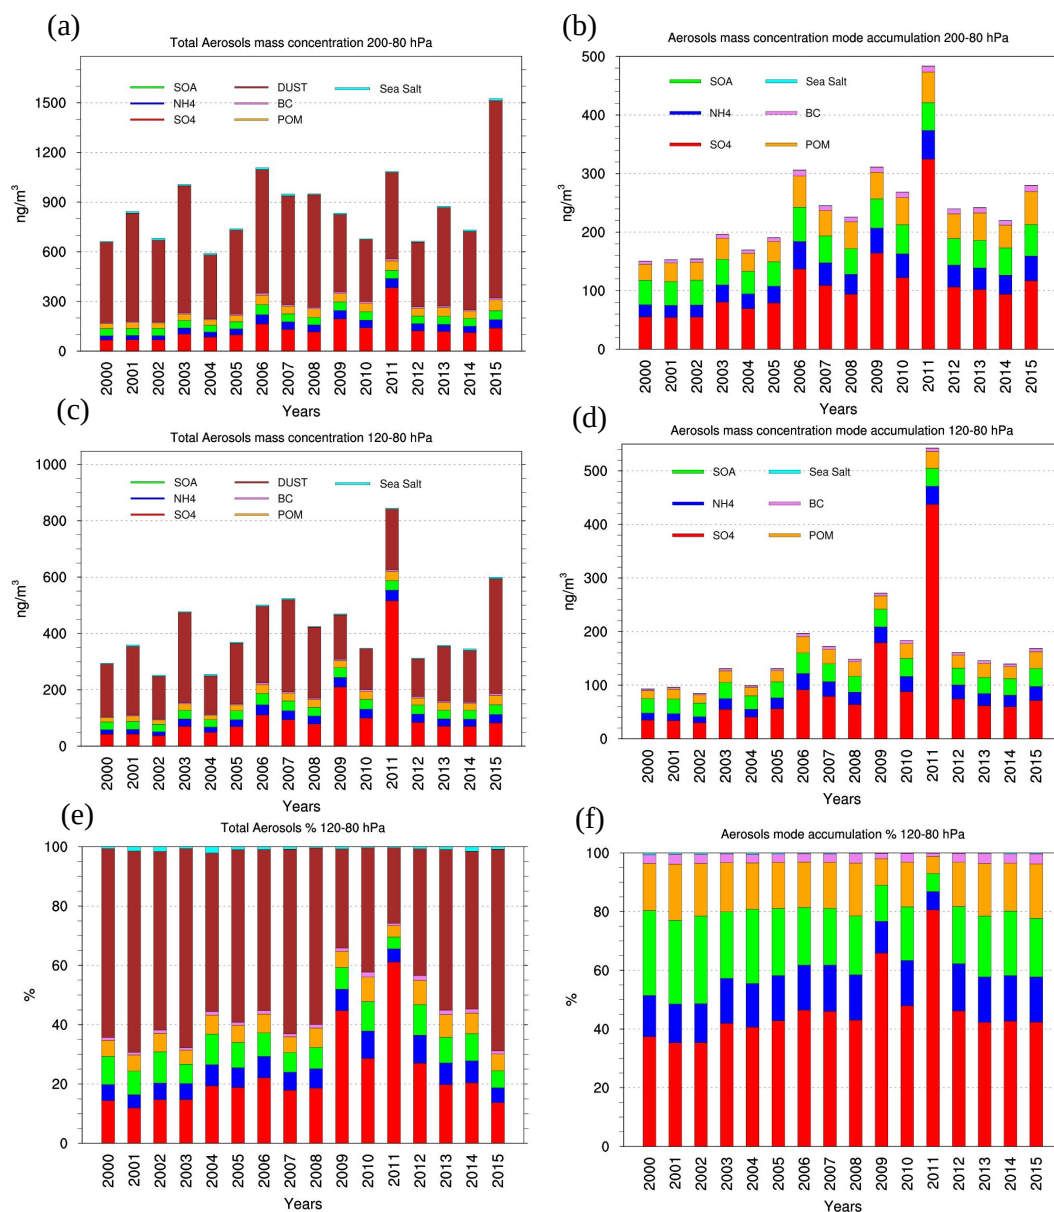 (a)
Total Aerosols mass concentration 200-80 hPa
SOA DUST Sea Salt
NH4 BC
SO4 POM
1500
1200
900
600
300
0
ng/m³
2000 2001 2002 2003 2004 2005 2006 2007 2008 2009 2010 2011 2012 2013 2014 2015
Years
(b)
Aerosols mass concentration mode accumulation 200-80 hPa
SOA Sea Salt
NH4 BC
SO4 POM
500
400
300
200
100
0
ng/m³
2000 2001 2002 2003 2004 2005 2006 2007 2008 2009 2010 2011 2012 2013 2014 2015
Years
(c)
Total Aerosols mass concentration 120-80 hPa
SOA DUST Sea Salt
NH4 BC
SO4 POM
1000
800
600
400
200
0
ng/m³
2000 2001 2002 2003 2004 2005 2006 2007 2008 2009 2010 2011 2012 2013 2014 2015
Years
(d)
Aerosols mass concentration mode accumulation 120-80 hPa
SOA Sea Salt
NH4 BC
SO4 POM
500
400
300
200
100
0
ng/m³
2000 2001 2002 2003 2004 2005 2006 2007 2008 2009 2010 2011 2012 2013 2014 2015
Years
(e)
Total Aerosols % 120-80 hPa
100
80
60
40
20
0
%
2000 2001 2002 2003 2004 2005 2006 2007 2008 2009 2010 2011 2012 2013 2014 2015
Years
(f)
Aerosols mode accumulation % 120-80 hPa
100
80
60
40
20
0
%
2000 2001 2002 2003 2004 2005 2006 2007 2008 2009 2010 2011 2012 2013 2014 2015
Years